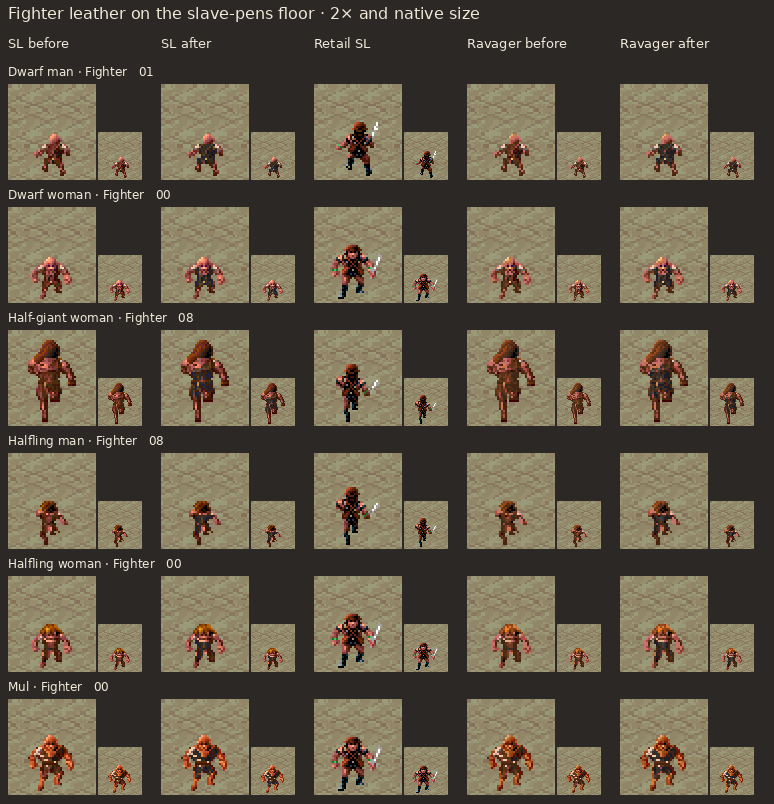 Fighter leather on the slave-pens floor · 2× and native size
SL before SL after Retail SL Ravager before Ravager after
Dwarf man · Fighter 01
Dwarf woman · Fighter 00
Half-giant woman · Fighter 08
Halfling man · Fighter 08
Halfling woman · Fighter 00
Mul · Fighter 00